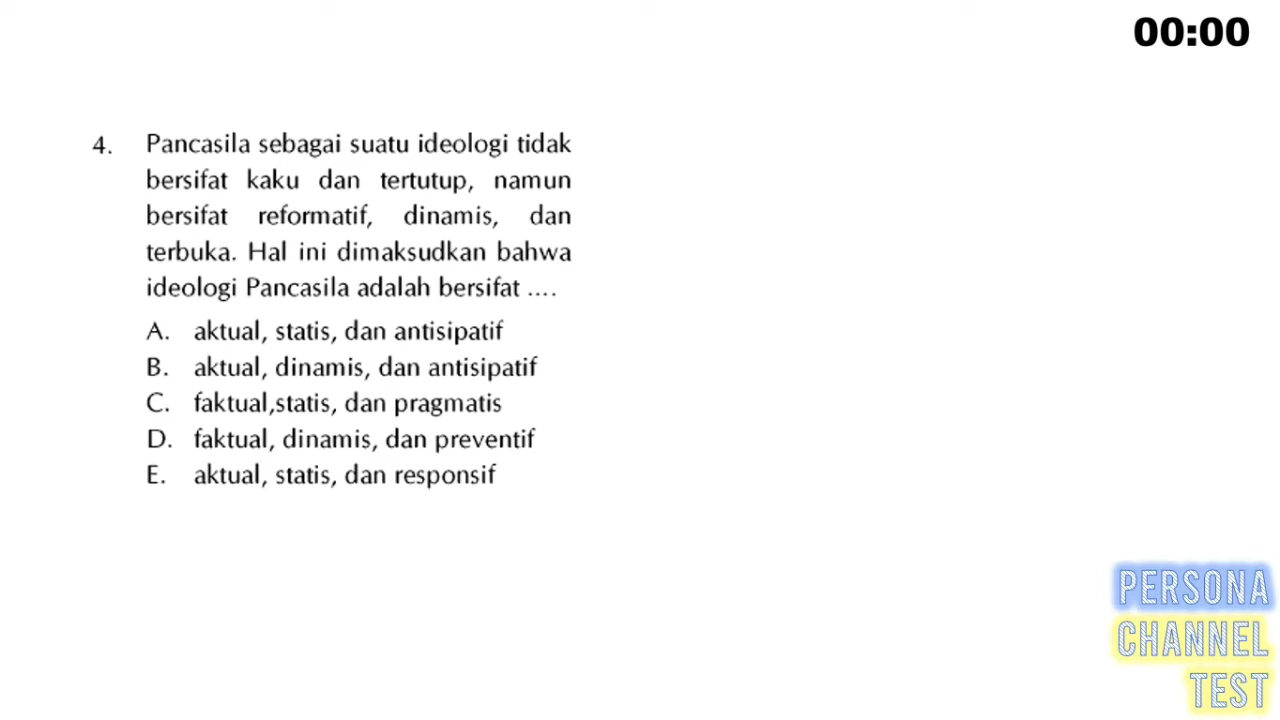 00:00
4. Pancasila sebagai suatu ideologi tidak
bersifat kaku dan tertutup, namun
bersifat reformatif, dinamis, dan
terbuka. Hal ini dimaksudkan bahwa
ideologi Pancasila adalah bersifat ....
A. aktual, statis, dan antisipatif
B. aktual, dinamis, dan antisipatif
C. faktual,statis, dan pragmatis
D. faktual, dinamis, dan preventif
E. aktual, statis, dan responsif
PERSONA
CHANNEL
TEST